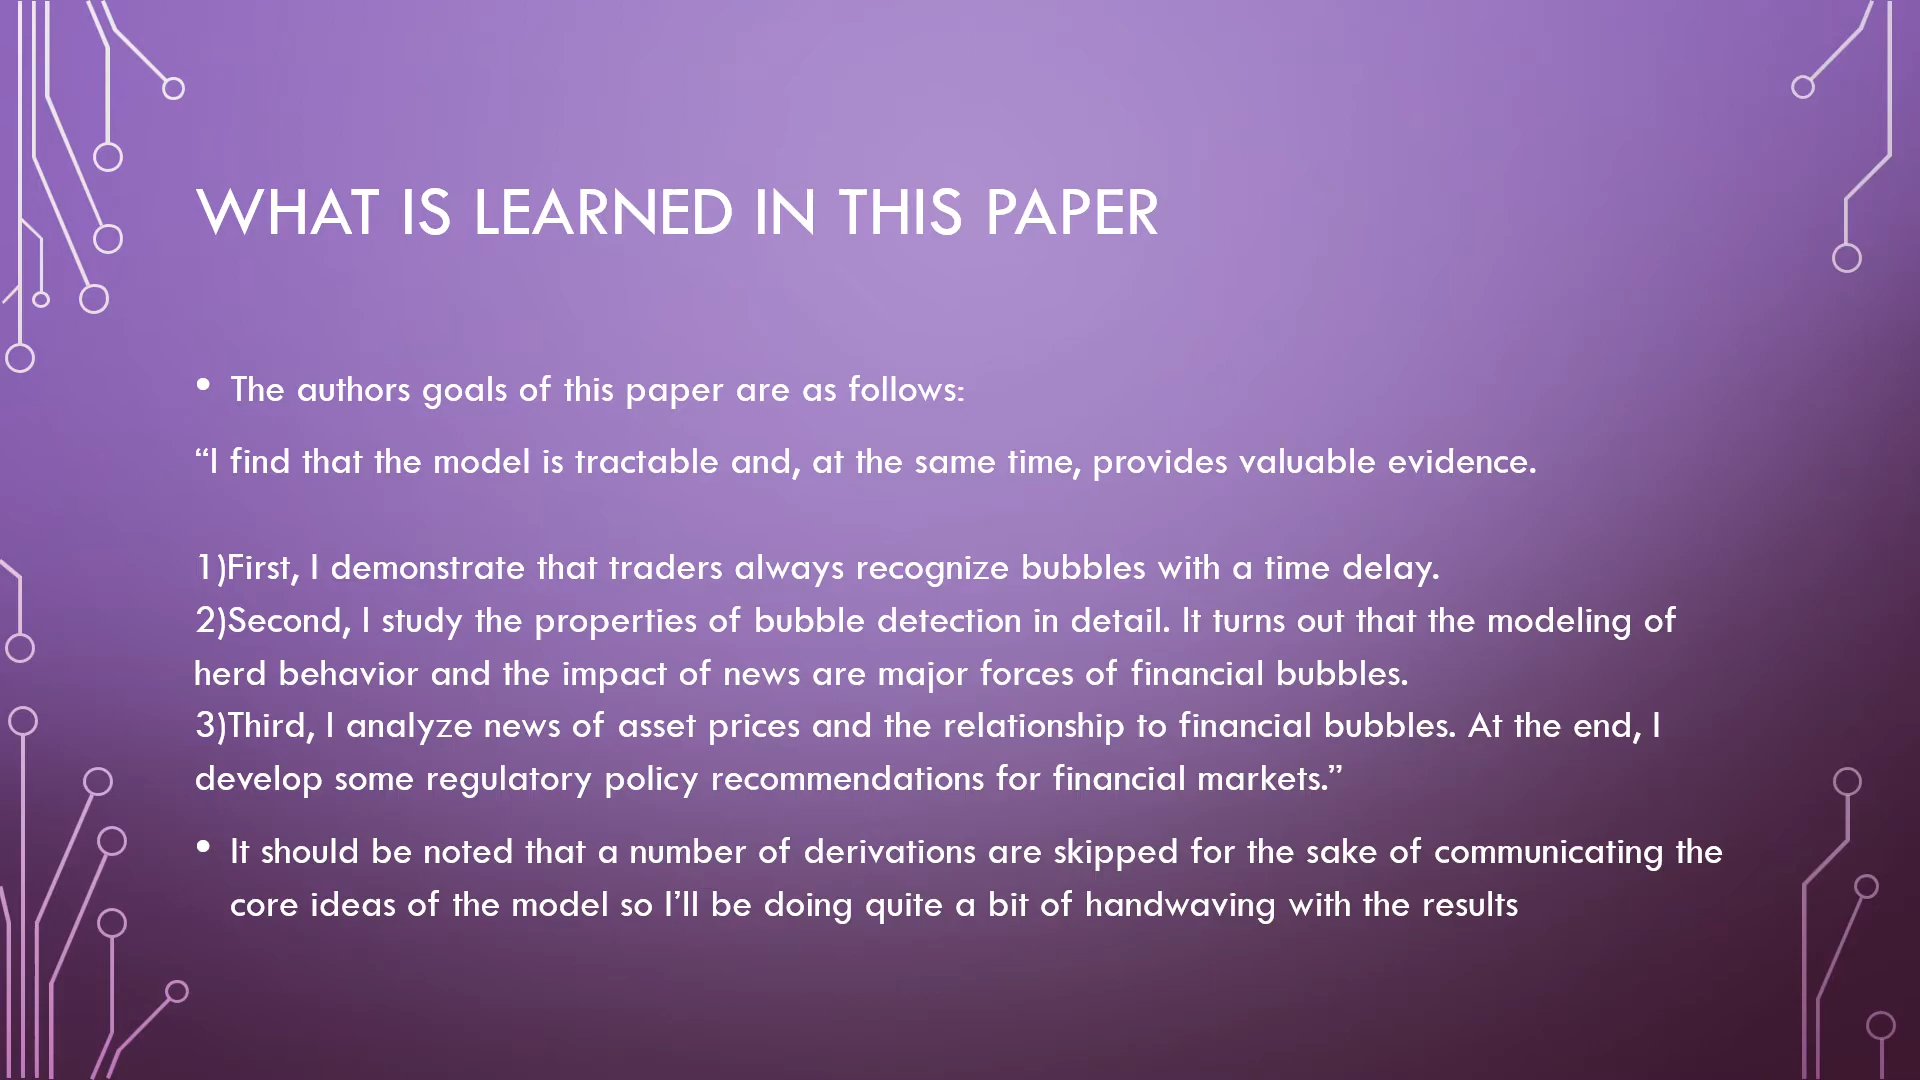 WHAT IS LEARNED IN THIS PAPER
• The authors goals of this paper are as follows:
“I find that the model is tractable and, at the same time, provides valuable evidence.
1)First, I demonstrate that traders always recognize bubbles with a time delay.
2)Second, I study the properties of bubble detection in detail. It turns out that the modeling of
herd behavior and the impact of news are major forces of financial bubbles.
3)Third, I analyze news of asset prices and the relationship to financial bubbles. At the end, I
develop some regulatory policy recommendations for financial markets.”
• It should be noted that a number of derivations are skipped for the sake of communicating the
core ideas of the model so I’ll be doing quite a bit of handwaving with the results